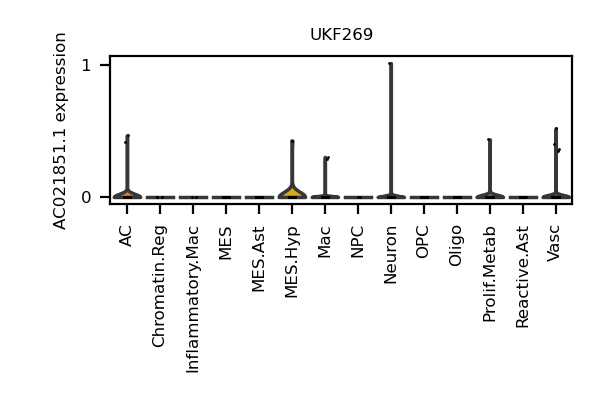 UKF269
AC021851.1 expression
1
0
AC
Chromatin.Reg
Inflammatory.Mac
MES
MES.Ast
MES.Hyp
Mac
NPC
Neuron
OPC
Oligo
Prolif.Metab
Reactive.Ast
Vasc